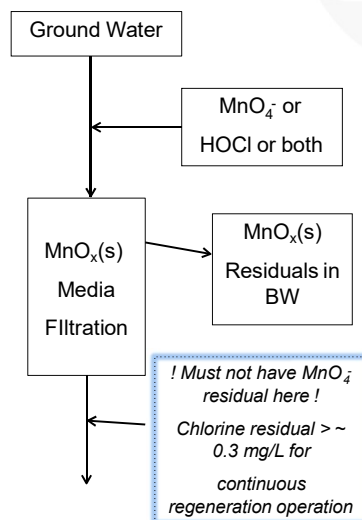 Ground Water
MnO₄⁻ or
HOCl or both
MnOₓ(s)
Media
FIltration
MnOₓ(s)
Residuals in
BW
! Must not have MnO₄⁻
residual here !
Chlorine residual > ~
0.3 mg/L for
continuous
regeneration operation